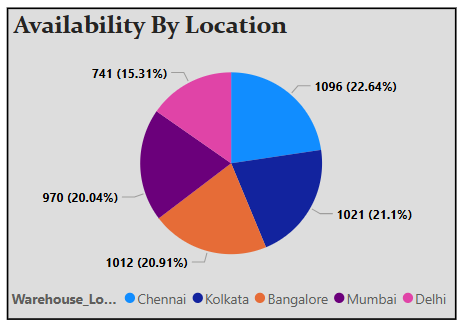 Availability By Location
741 (15.31%)
1096 (22.64%)
970 (20.04%)
1021 (21.1%)
1012 (20.91%)
Warehouse_Lo... Chennai Kolkata Bangalore Mumbai Delhi